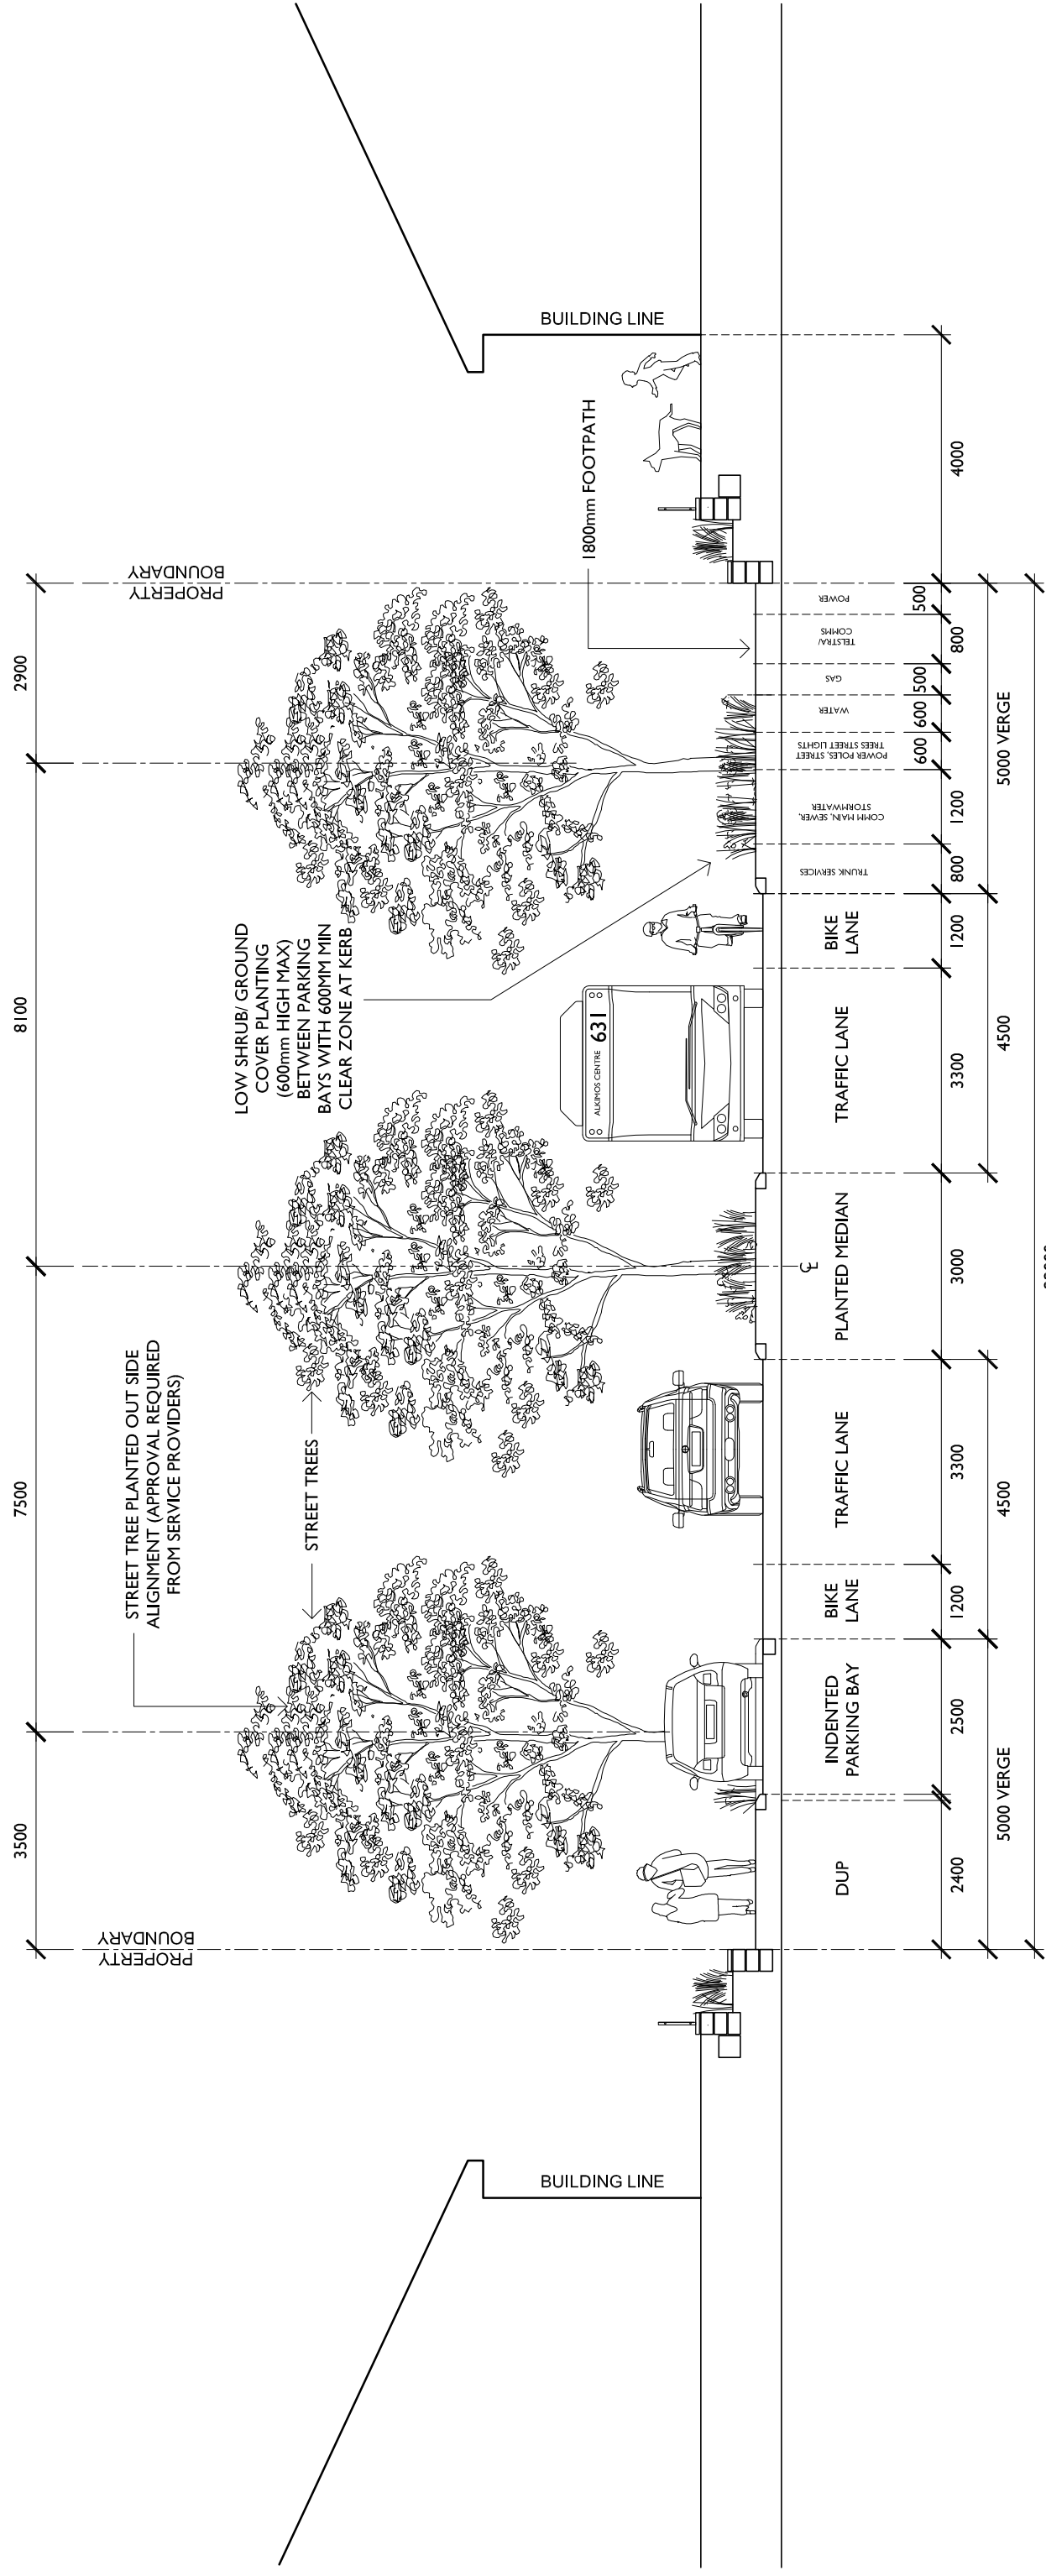 3500
7500
8100
2900
PROPERTY
BOUNDARY
PROPERTY
BOUNDARY
STREET TREE PLANTED OUT SIDE
ALIGNMENT (APPROVAL REQUIRED
FROM SERVICE PROVIDERS)
STREET TREES
LOW SHRUB/ GROUND
COVER PLANTING
(600mm HIGH MAX)
BETWEEN PARKING
BAYS WITH 600MM MIN
CLEAR ZONE AT KERB
1800mm FOOTPATH
BUILDING LINE
BUILDING LINE
ALKIMOS CENTRE 631
DUP
INDENTED
PARKING BAY
BIKE
LANE
TRAFFIC LANE
PLANTED MEDIAN
TRAFFIC LANE
BIKE
LANE
TRUNK SERVICES
COMM MAIN, SEWER,
STORMWATER
POWER POLES, STREET
TREES STREET LIGHTS
WATER
GAS
TELSTRA/
COMMS
POWER
℄
2400
2500
1200
3300
3000
3300
1200
800
1200
600
600
500
800
500
4000
5000 VERGE
4500
4500
5000 VERGE